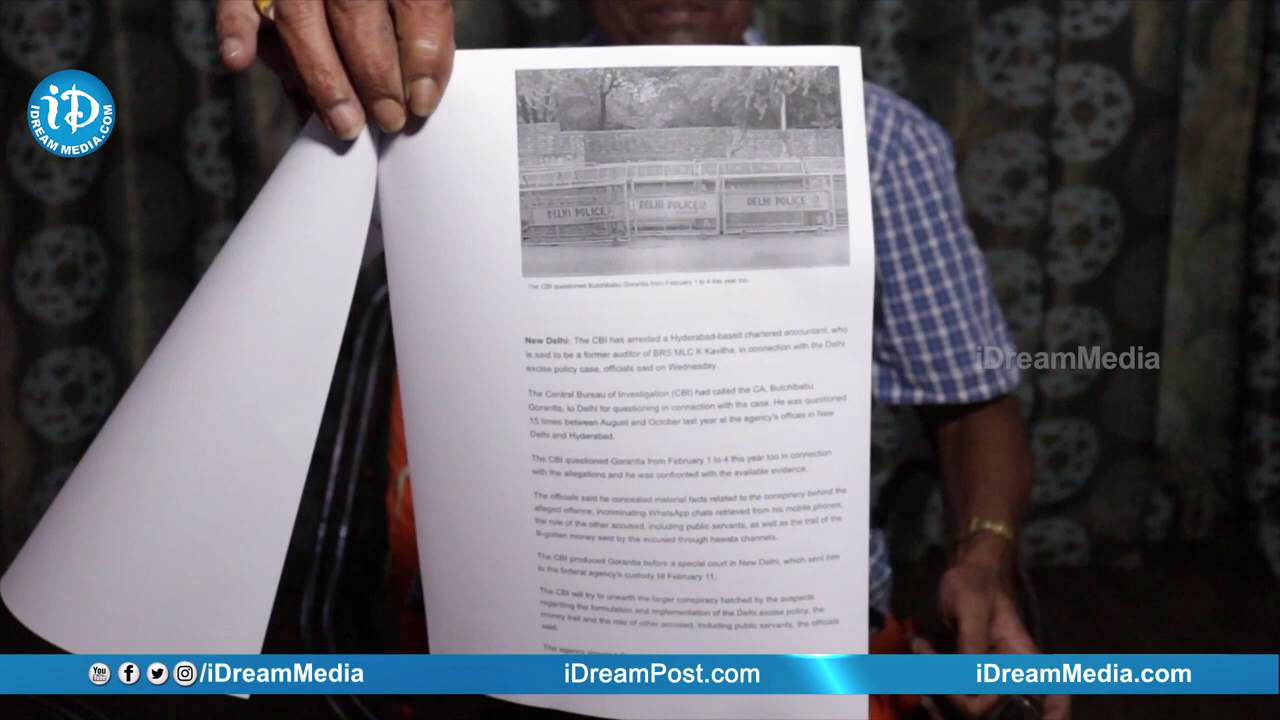 iD
IDREAM MEDIA.COM
DELHI POLICE
DELHI POLICE
DELHI POLICE
The CBI questioned Butchibabu Gorantla from February 1 to 4 this year too.
New Delhi: The CBI has arrested a Hyderabad-based chartered accountant, who
is said to be a former auditor of BRS MLC K Kavitha, in connection with the Delhi
excise policy case, officials said on Wednesday.
The Central Bureau of Investigation (CBI) had called the CA, Butchibabu
Gorantla, to Delhi for questioning in connection with the case. He was questioned
15 times between August and October last year at the agency's offices in New
Delhi and Hyderabad.
The CBI questioned Gorantla from February 1 to 4 this year too in connection
with the allegations and he was confronted with the available evidence.
The officials said he concealed material facts related to the conspiracy behind the
alleged offence, incriminating WhatsApp chats retrieved from his mobile phones,
the role of the other accused, including public servants, as well as the trail of the
ill-gotten money sent by the accused through hawala channels.
The CBI produced Gorantla before a special court in New Delhi, which sent him
to the federal agency's custody till February 11.
The CBI will try to unearth the larger conspiracy hatched by the suspects
regarding the formulation and implementation of the Delhi excise policy, the
money trail and the role of other accused, including public servants, the officials
said.
The agency
iDreamMedia
You
/iDreamMedia
iDreamPost.com
iDreamMedia.com